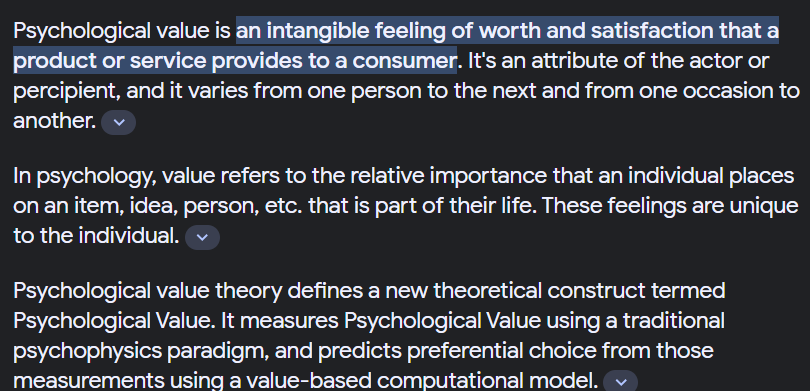 Psychological value is an intangible feeling of worth and satisfaction that a
product or service provides to a consumer. It's an attribute of the actor or
percipient, and it varies from one person to the next and from one occasion to
another.
In psychology, value refers to the relative importance that an individual places
on an item, idea, person, etc. that is part of their life. These feelings are unique
to the individual.
Psychological value theory defines a new theoretical construct termed
Psychological Value. It measures Psychological Value using a traditional
psychophysics paradigm, and predicts preferential choice from those
measurements using a value-based computational model.